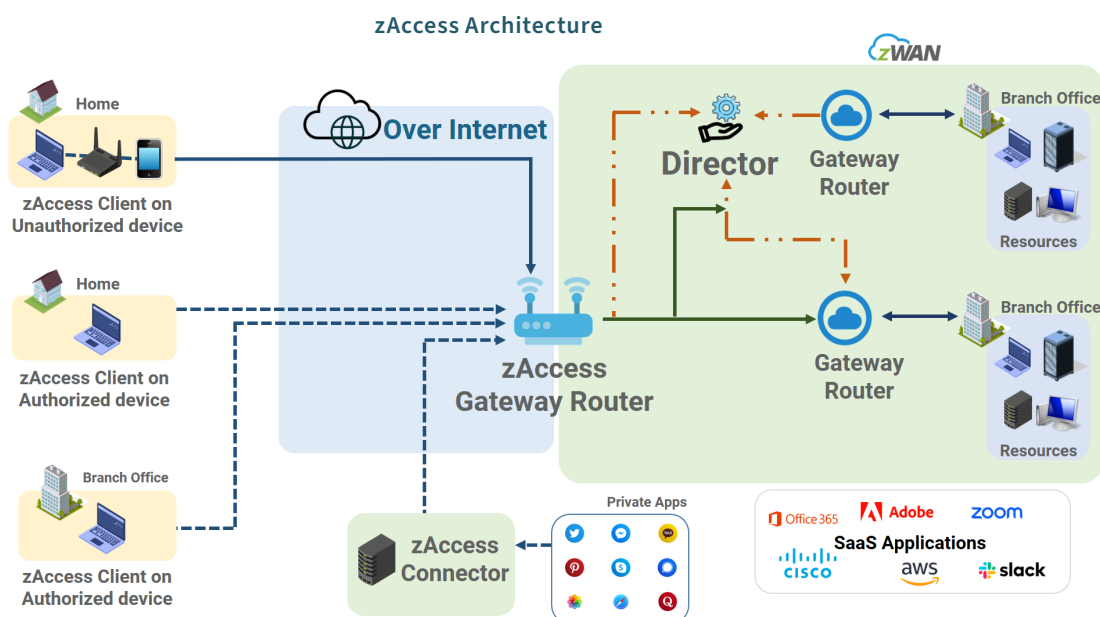 zAccess Architecture
zWAN
Home
zAccess Client on
Unauthorized device
Over Internet
Director
Gateway
Router
Branch Office
Resources
Home
zAccess Client on
Authorized device
zAccess
Gateway Router
Gateway
Router
Branch Office
Resources
Branch Office
zAccess Client on
Authorized device
zAccess
Connector
Private Apps
TALK
Office 365
Adobe
zoom
SaaS Applications
CISCO
aws
slack